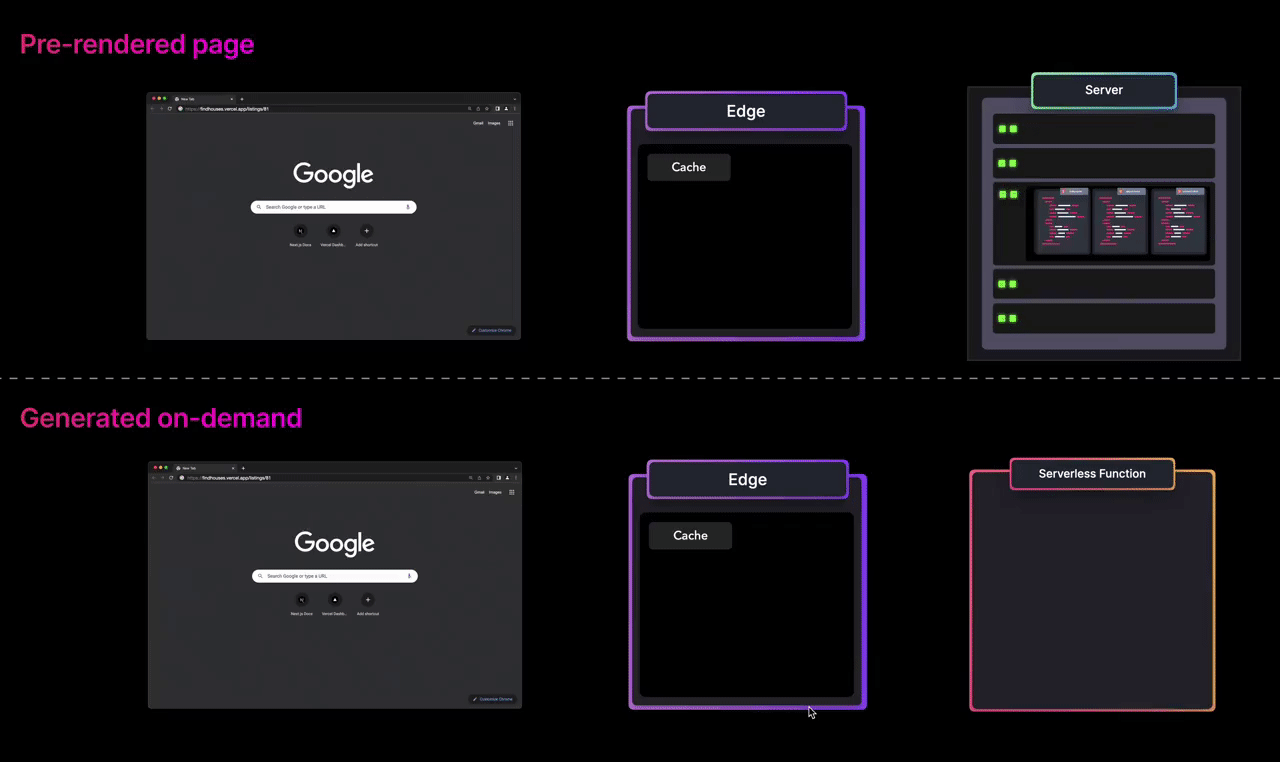 Pre-rendered page
New Tab
https://findhouses.vercel.app/listings/81
Gmail Images
Google
Search Google or type a URL
Next.js Docs Vercel Dashb... Add shortcut
Customize Chrome
Edge
Cache
Server
Generated on-demand
New Tab
https://findhouses.vercel.app/listings/81
Gmail Images
Google
Search Google or type a URL
Next.js Docs Vercel Dashb... Add shortcut
Customize Chrome
Edge
Cache
Serverless Function